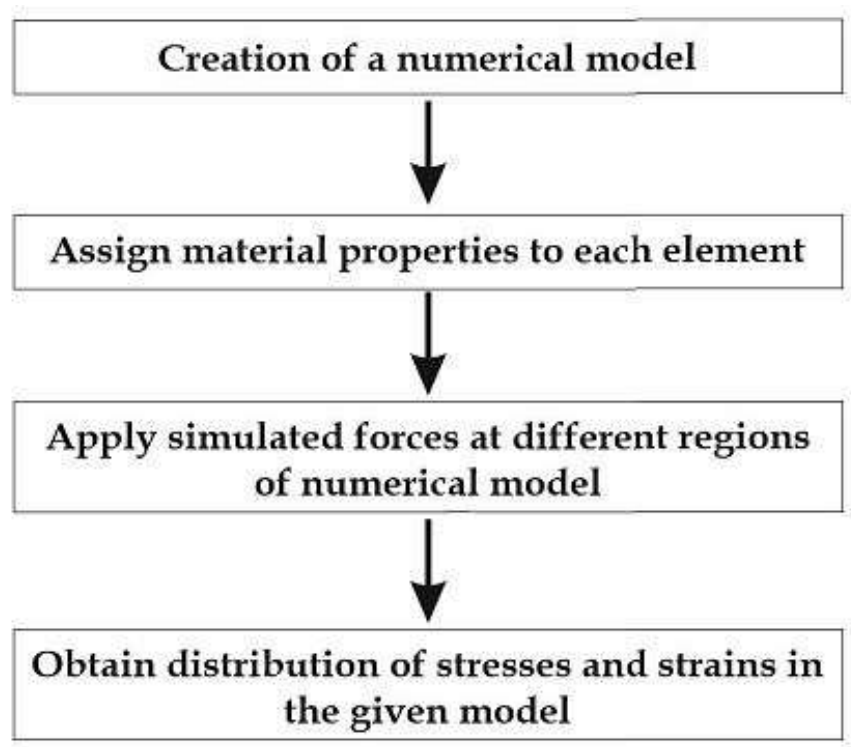 Creation of a numerical model
Assign material properties to each element
Apply simulated forces at different regions
of numerical model
Obtain distribution of stresses and strains in
the given model